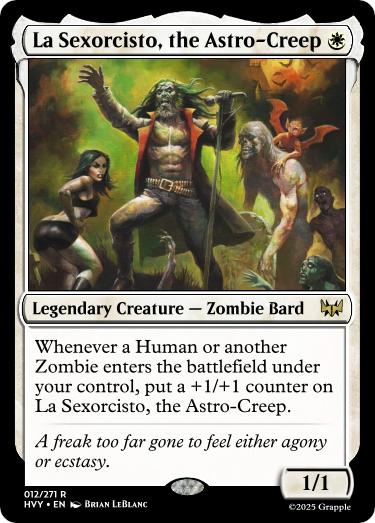 La Sexorcisto, the Astro-Creep
Legendary Creature — Zombie Bard
Whenever a Human or another
Zombie enters the battlefield under
your control, put a +1/+1 counter on
La Sexorcisto, the Astro-Creep.
A freak too far gone to feel either agony
or ecstasy.
1/1
012/271 R
HVY • EN BRIAN LEBLANC
©2025 Grapple